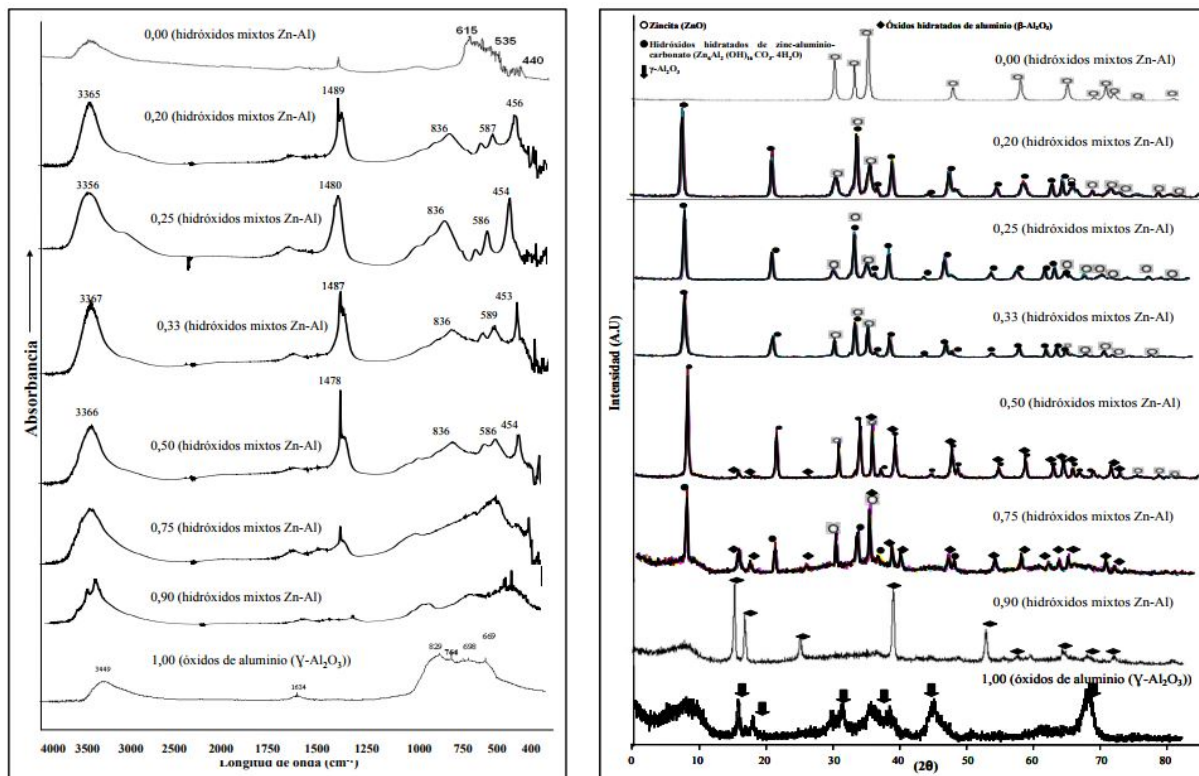 0,00 (hidróxidos mixtos Zn-Al)
615
535
440
3365
0,20 (hidróxidos mixtos Zn-Al)
1489
836
587
456
3356
0,25 (hidróxidos mixtos Zn-Al)
1480
836
586
454
3367
0,33 (hidróxidos mixtos Zn-Al)
1487
836
589
453
3366
0,50 (hidróxidos mixtos Zn-Al)
1478
836
586
454
0,75 (hidróxidos mixtos Zn-Al)
0,90 (hidróxidos mixtos Zn-Al)
1,00 (óxidos de aluminio (Ɣ-Al₂O₃))
3449
1634
829
764
698
669
Absorbancia
4000 3500 3000 2500 2000 1750 1500 1250 1000 750 500 400
Longitud de onda (cm⁻¹)
Zincita (ZnO)
Óxidos hidratados de aluminio (β-Al₂O₃)
Hidróxidos hidratados de zinc-aluminio-
carbonato (Zn₆Al₂ (OH)₁₆ CO₃. 4H₂O)
γ-Al₂O₃
0,00 (hidróxidos mixtos Zn-Al)
0,20 (hidróxidos mixtos Zn-Al)
0,25 (hidróxidos mixtos Zn-Al)
0,33 (hidróxidos mixtos Zn-Al)
0,50 (hidróxidos mixtos Zn-Al)
0,75 (hidróxidos mixtos Zn-Al)
0,90 (hidróxidos mixtos Zn-Al)
1,00 (óxidos de aluminio (Ɣ-Al₂O₃))
Intensidad (A.U)
0 10 20 30 40 50 60 70 80
(2θ)